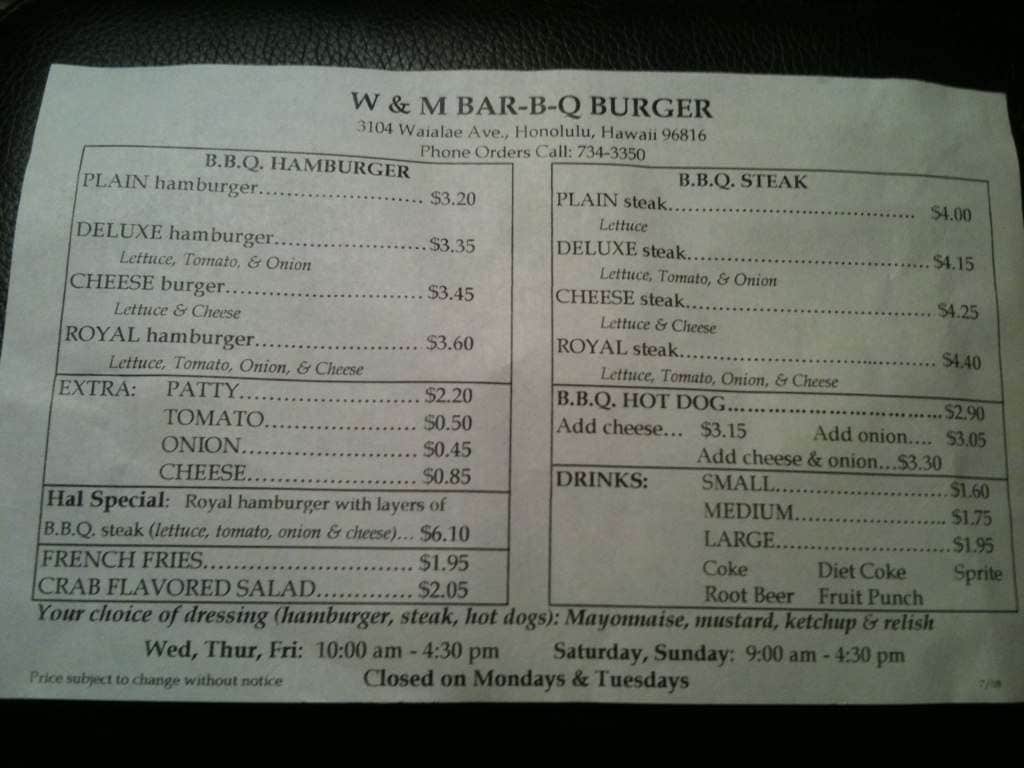 W & M BAR-B-Q BURGER
3104 Waialae Ave., Honolulu, Hawaii 96816
Phone Orders Call: 734-3350
B.B.Q. HAMBURGER
PLAIN hamburger.............................. $3.20
DELUXE hamburger...........................$3.35
Lettuce, Tomato, & Onion
CHEESE burger................................... $3.45
Lettuce & Cheese
ROYAL hamburger............................. $3.60
Lettuce, Tomato, Onion, & Cheese
EXTRA: PATTY................................ $2.20
TOMATO........................... $0.50
ONION............................... $0.45
CHEESE.............................. $0.85
Hal Special: Royal hamburger with layers of
B.B.Q. steak (lettuce, tomato, onion & cheese)... $6.10
FRENCH FRIES..................................... $1.95
CRAB FLAVORED SALAD................ $2.05
B.B.Q. STEAK
PLAIN steak.......................................... $4.00
Lettuce
DELUXE steak..........................................$4.15
Lettuce, Tomato, & Onion
CHEESE steak.......................................... $4.25
Lettuce & Cheese
ROYAL steak............................................ $4.40
Lettuce, Tomato, Onion, & Cheese
B.B.Q. HOT DOG.....................................$2.90
Add cheese... $3.15 Add onion.... $3.05
Add cheese & onion...$3.30
DRINKS: SMALL.............................$1.60
MEDIUM......................... $1.75
LARGE.............................$1.95
Coke Diet Coke Sprite
Root Beer Fruit Punch
Your choice of dressing (hamburger, steak, hot dogs): Mayonnaise, mustard, ketchup & relish
Wed, Thur, Fri: 10:00 am - 4:30 pm Saturday, Sunday: 9:00 am - 4:30 pm
Price subject to change without notice Closed on Mondays & Tuesdays